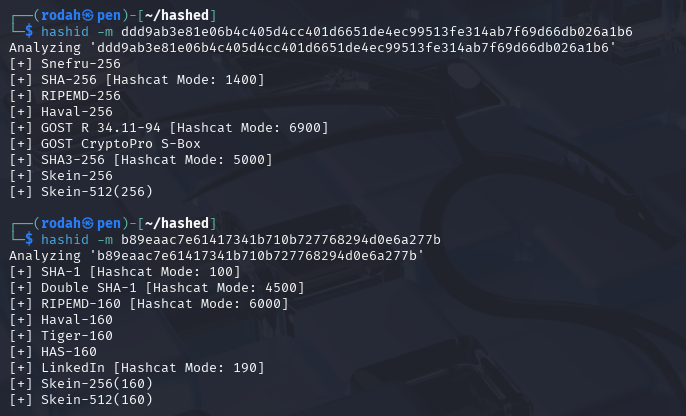 ┌──(rodah㉿pen)-[~/hashed]
└─$ hashid -m ddd9ab3e81e06b4c405d4cc401d6651de4ec99513fe314ab7f69d66db026a1b6
Analyzing 'ddd9ab3e81e06b4c405d4cc401d6651de4ec99513fe314ab7f69d66db026a1b6'
[+] Snefru-256
[+] SHA-256 [Hashcat Mode: 1400]
[+] RIPEMD-256
[+] Haval-256
[+] GOST R 34.11-94 [Hashcat Mode: 6900]
[+] GOST CryptoPro S-Box
[+] SHA3-256 [Hashcat Mode: 5000]
[+] Skein-256
[+] Skein-512(256)
┌──(rodah㉿pen)-[~/hashed]
└─$ hashid -m b89eaac7e61417341b710b727768294d0e6a277b
Analyzing 'b89eaac7e61417341b710b727768294d0e6a277b'
[+] SHA-1 [Hashcat Mode: 100]
[+] Double SHA-1 [Hashcat Mode: 4500]
[+] RIPEMD-160 [Hashcat Mode: 6000]
[+] Haval-160
[+] Tiger-160
[+] HAS-160
[+] LinkedIn [Hashcat Mode: 190]
[+] Skein-256(160)
[+] Skein-512(160)